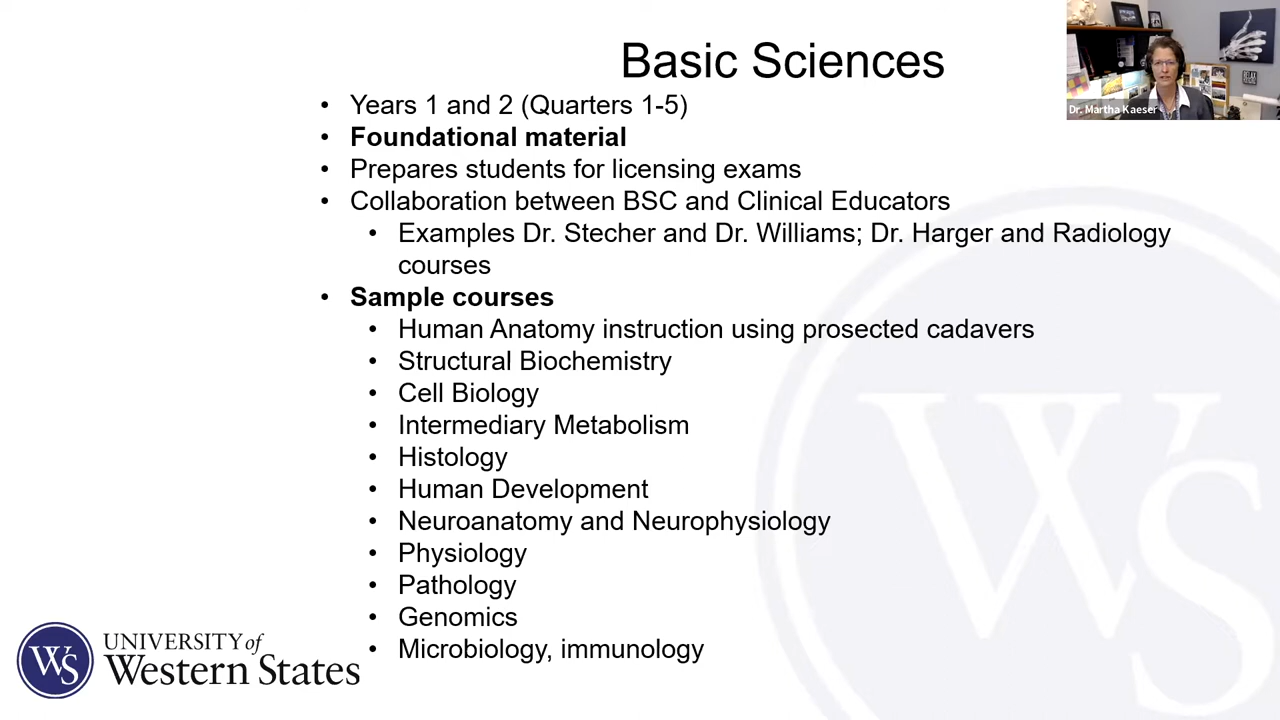 Basic Sciences
Dr. Martha Kaeser
• Years 1 and 2 (Quarters 1-5)
• Foundational material
• Prepares students for licensing exams
• Collaboration between BSC and Clinical Educators
• Examples Dr. Stecher and Dr. Williams; Dr. Harger and Radiology
courses
• Sample courses
• Human Anatomy instruction using prosected cadavers
• Structural Biochemistry
• Cell Biology
• Intermediary Metabolism
• Histology
• Human Development
• Neuroanatomy and Neurophysiology
• Physiology
• Pathology
• Genomics
• Microbiology, immunology
WS
UNIVERSITY of
Western States
WS